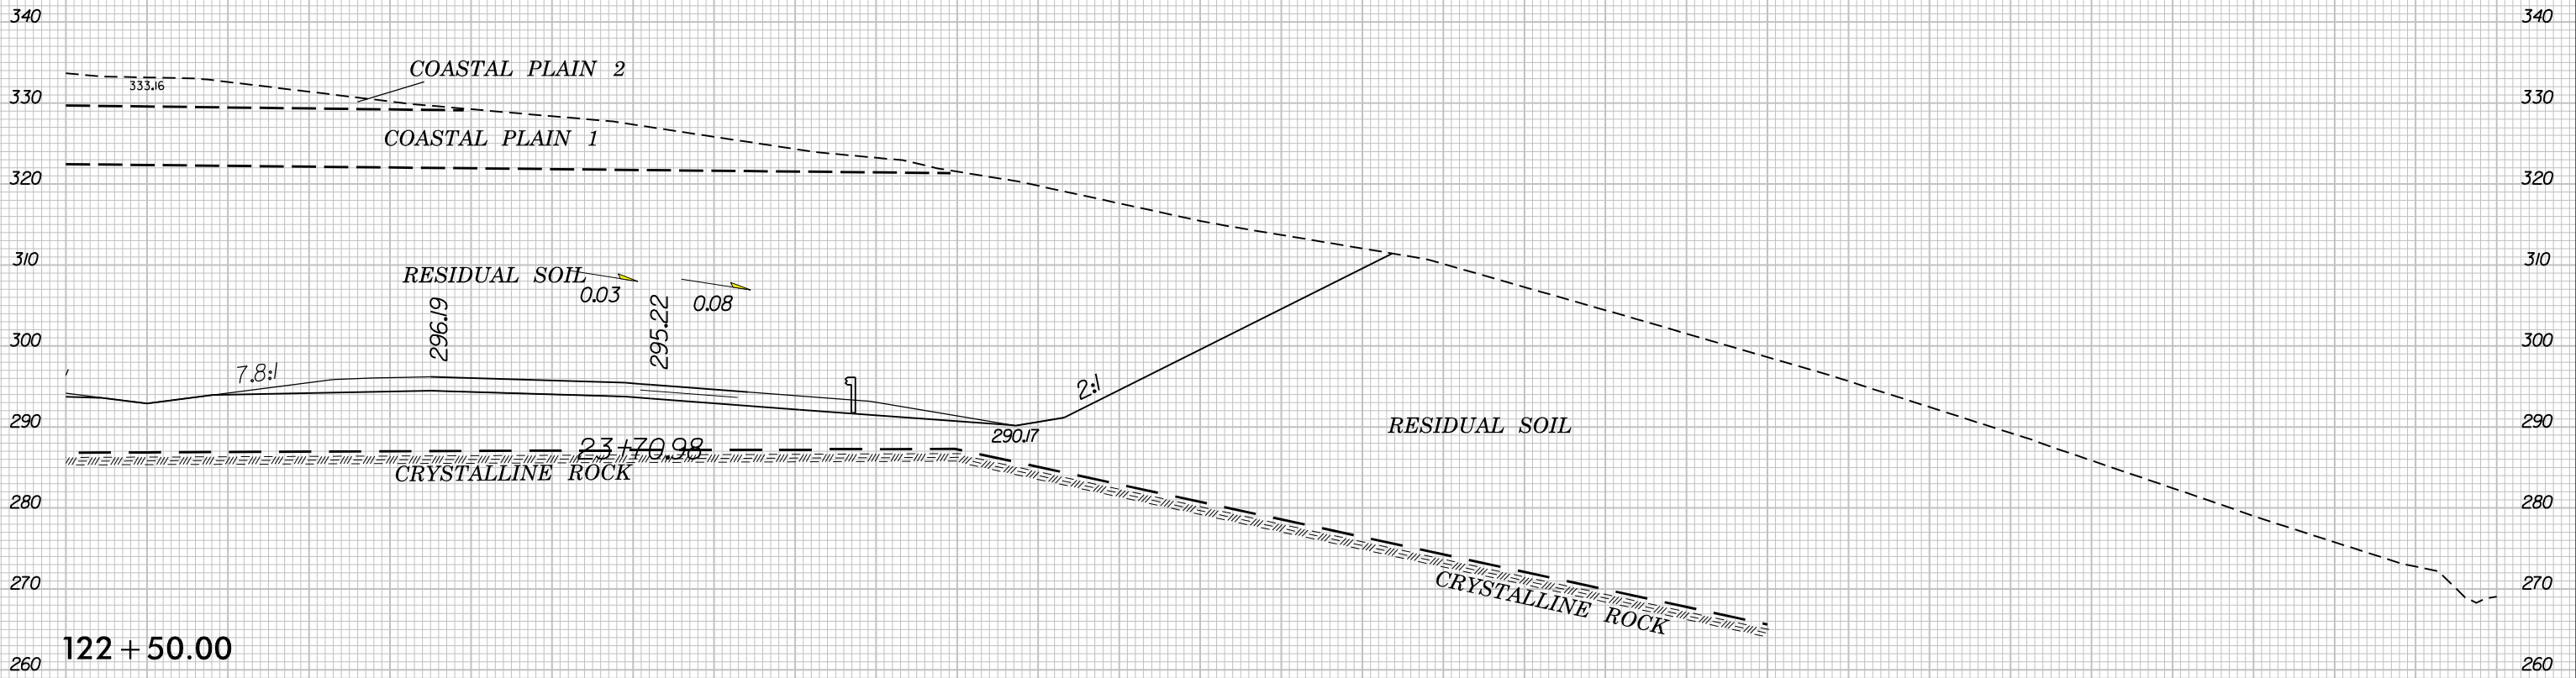 340 340
COASTAL PLAIN 2
333.16
330 330
COASTAL PLAIN 1
320 320
310 310
RESIDUAL SOIL
0.03 0.08
296.19 295.22
300 300
7.8:1
2:1
290 290
RESIDUAL SOIL
290.17
23+70.98
CRYSTALLINE ROCK
280 280
270 270
CRYSTALLINE ROCK
122+50.00
260 260